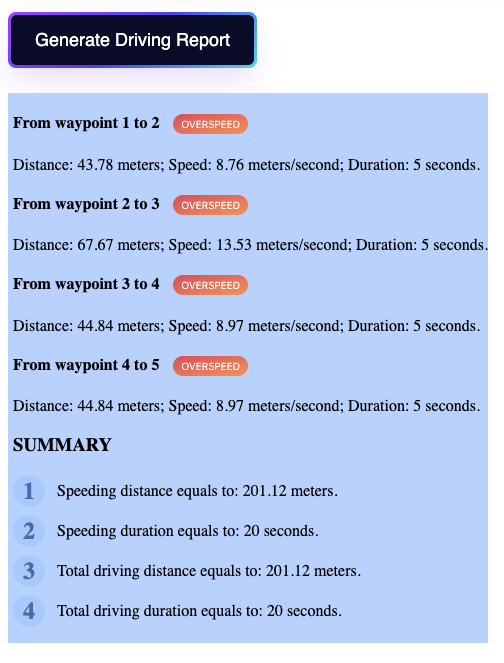 Generate Driving Report
From waypoint 1 to 2 OVERSPEED
Distance: 43.78 meters; Speed: 8.76 meters/second; Duration: 5 seconds.
From waypoint 2 to 3 OVERSPEED
Distance: 67.67 meters; Speed: 13.53 meters/second; Duration: 5 seconds.
From waypoint 3 to 4 OVERSPEED
Distance: 44.84 meters; Speed: 8.97 meters/second; Duration: 5 seconds.
From waypoint 4 to 5 OVERSPEED
Distance: 44.84 meters; Speed: 8.97 meters/second; Duration: 5 seconds.
SUMMARY
1 Speeding distance equals to: 201.12 meters.
2 Speeding duration equals to: 20 seconds.
3 Total driving distance equals to: 201.12 meters.
4 Total driving duration equals to: 20 seconds.